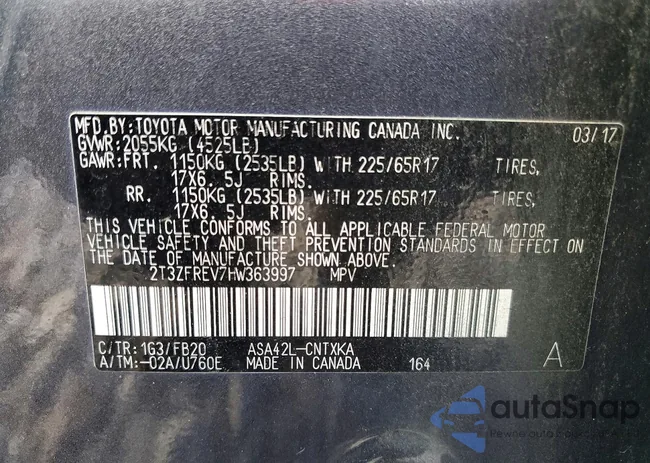 MFD.BY:TOYOTA MOTOR MANUFACTURING CANADA INC. 03/17
GVWR:2055KG (4525LB)
GAWR:FRT. 1150KG (2535LB) WITH 225/65R17 TIRES,
17X6.5J RIMS.
RR. 1150KG (2535LB) WITH 225/65R17 TIRES,
17X6.5J RIMS.
THIS VEHICLE CONFORMS TO ALL APPLICABLE FEDERAL MOTOR
VEHICLE SAFETY AND THEFT PREVENTION STANDARDS IN EFFECT ON
THE DATE OF MANUFACTURE SHOWN ABOVE.
2T3ZFREV7HW363997 MPV
C/TR:1G3/FB20 ASA42L-CNTXKA
A/TM:-02A/U760E MADE IN CANADA 164 A
autoSnap